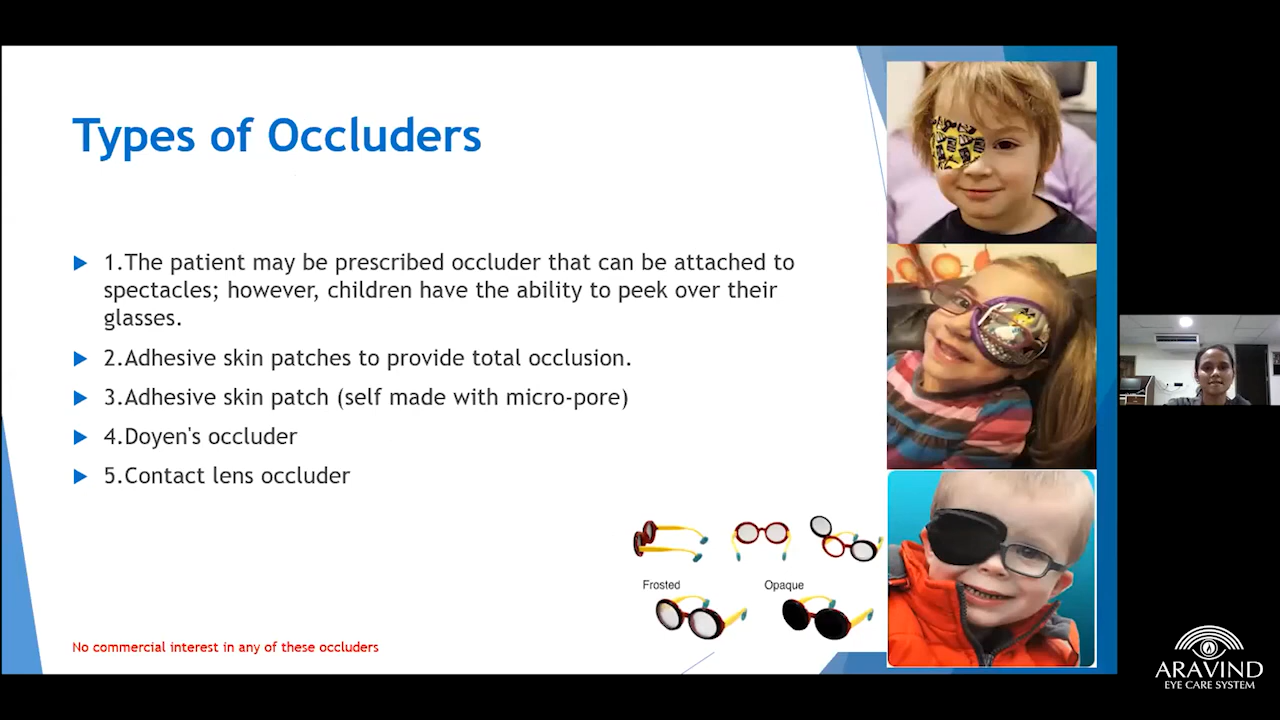 Types of Occluders
1.The patient may be prescribed occluder that can be attached to
spectacles; however, children have the ability to peek over their
glasses.
2.Adhesive skin patches to provide total occlusion.
3.Adhesive skin patch (self made with micro-pore)
4.Doyen's occluder
5.Contact lens occluder
Frosted
Opaque
No commercial interest in any of these occluders
ARAVIND
EYE CARE SYSTEM